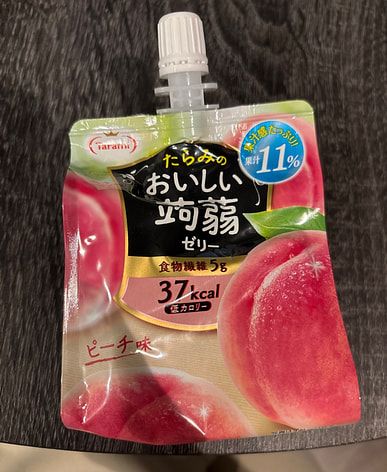 Tarami
果汁感たっぷり!
果汁 11%
たらみの
おいしい
蒟蒻
ゼリー
食物繊維5g
37kcal
低カロリー
ピーチ味